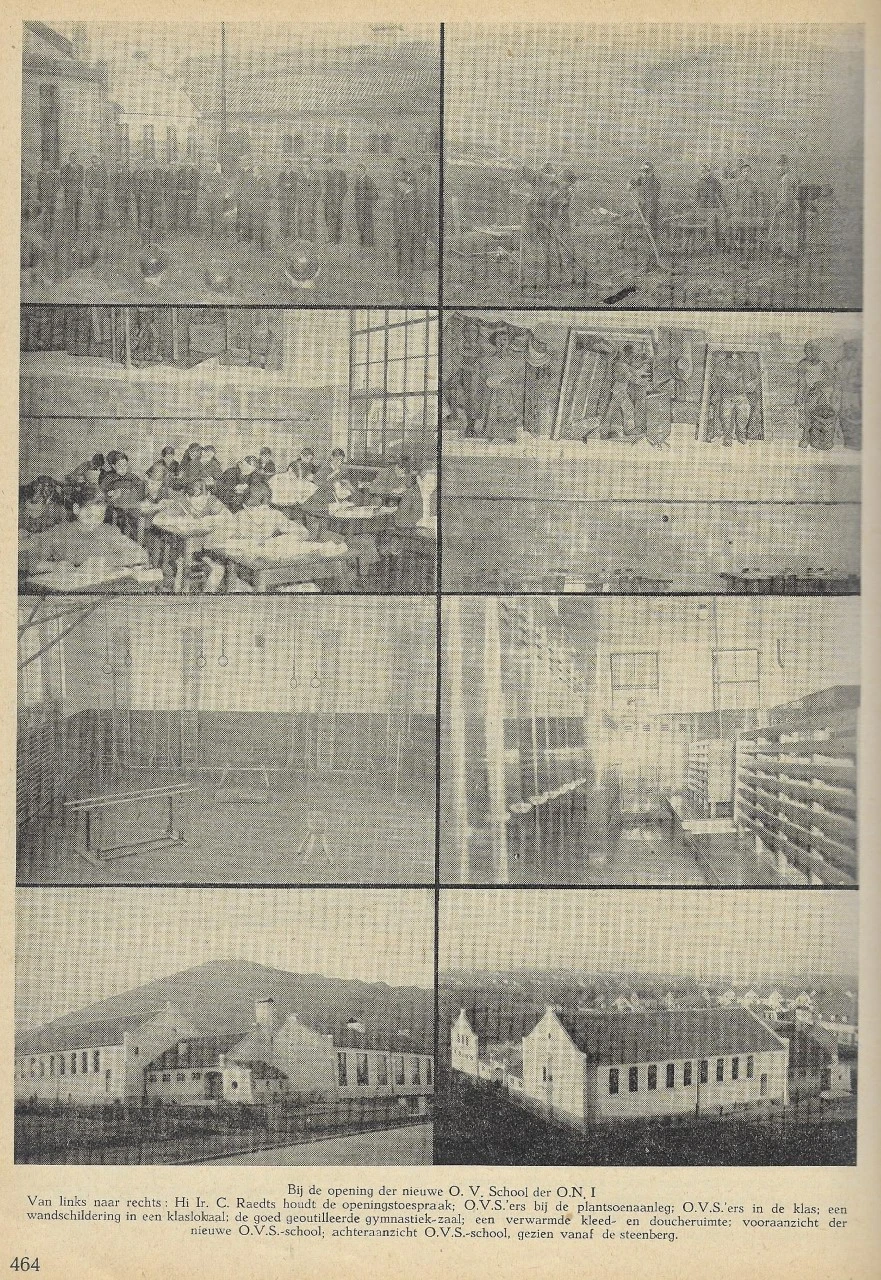 Bij de opening der nieuwe O. V. School der O.N. I
Van links naar rechts : Hi Ir. C. Raedts houdt de openingstoespraak; O.V.S.'ers bij de plantsoenaanleg; O.V.S.'ers in de klas; een
wandschildering in een klaslokaal; de goed geoutilleerde gymnastiek-zaal; een verwarmde kleed- en doucheruimte; vooraanzicht der
nieuwe O.V.S.-school; achteraanzicht O.V.S.-school, gezien vanaf de steenberg.
464